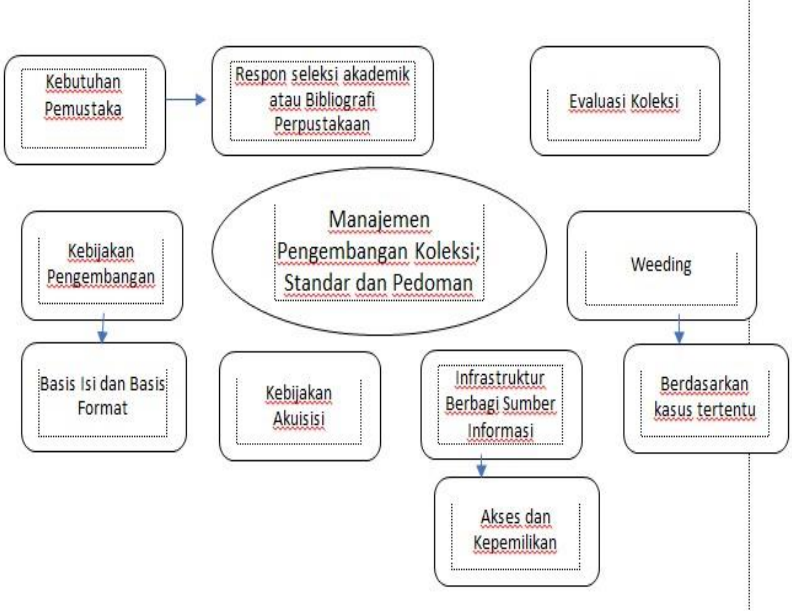 Kebutuhan
Pemustaka
Respon seleksi akademik
atau Bibliografi
Perpustakaan
Evaluasi Koleksi
Kebijakan
Pengembangan
Manajemen
Pengembangan Koleksi;
Standar dan Pedoman
Weeding
Basis Isi dan Basis
Format
Kebijakan
Akuisisi
Infrastruktur
Berbagi Sumber
Informasi
Berdasarkan
kasus tertentu
Akses dan
Kepemilikan